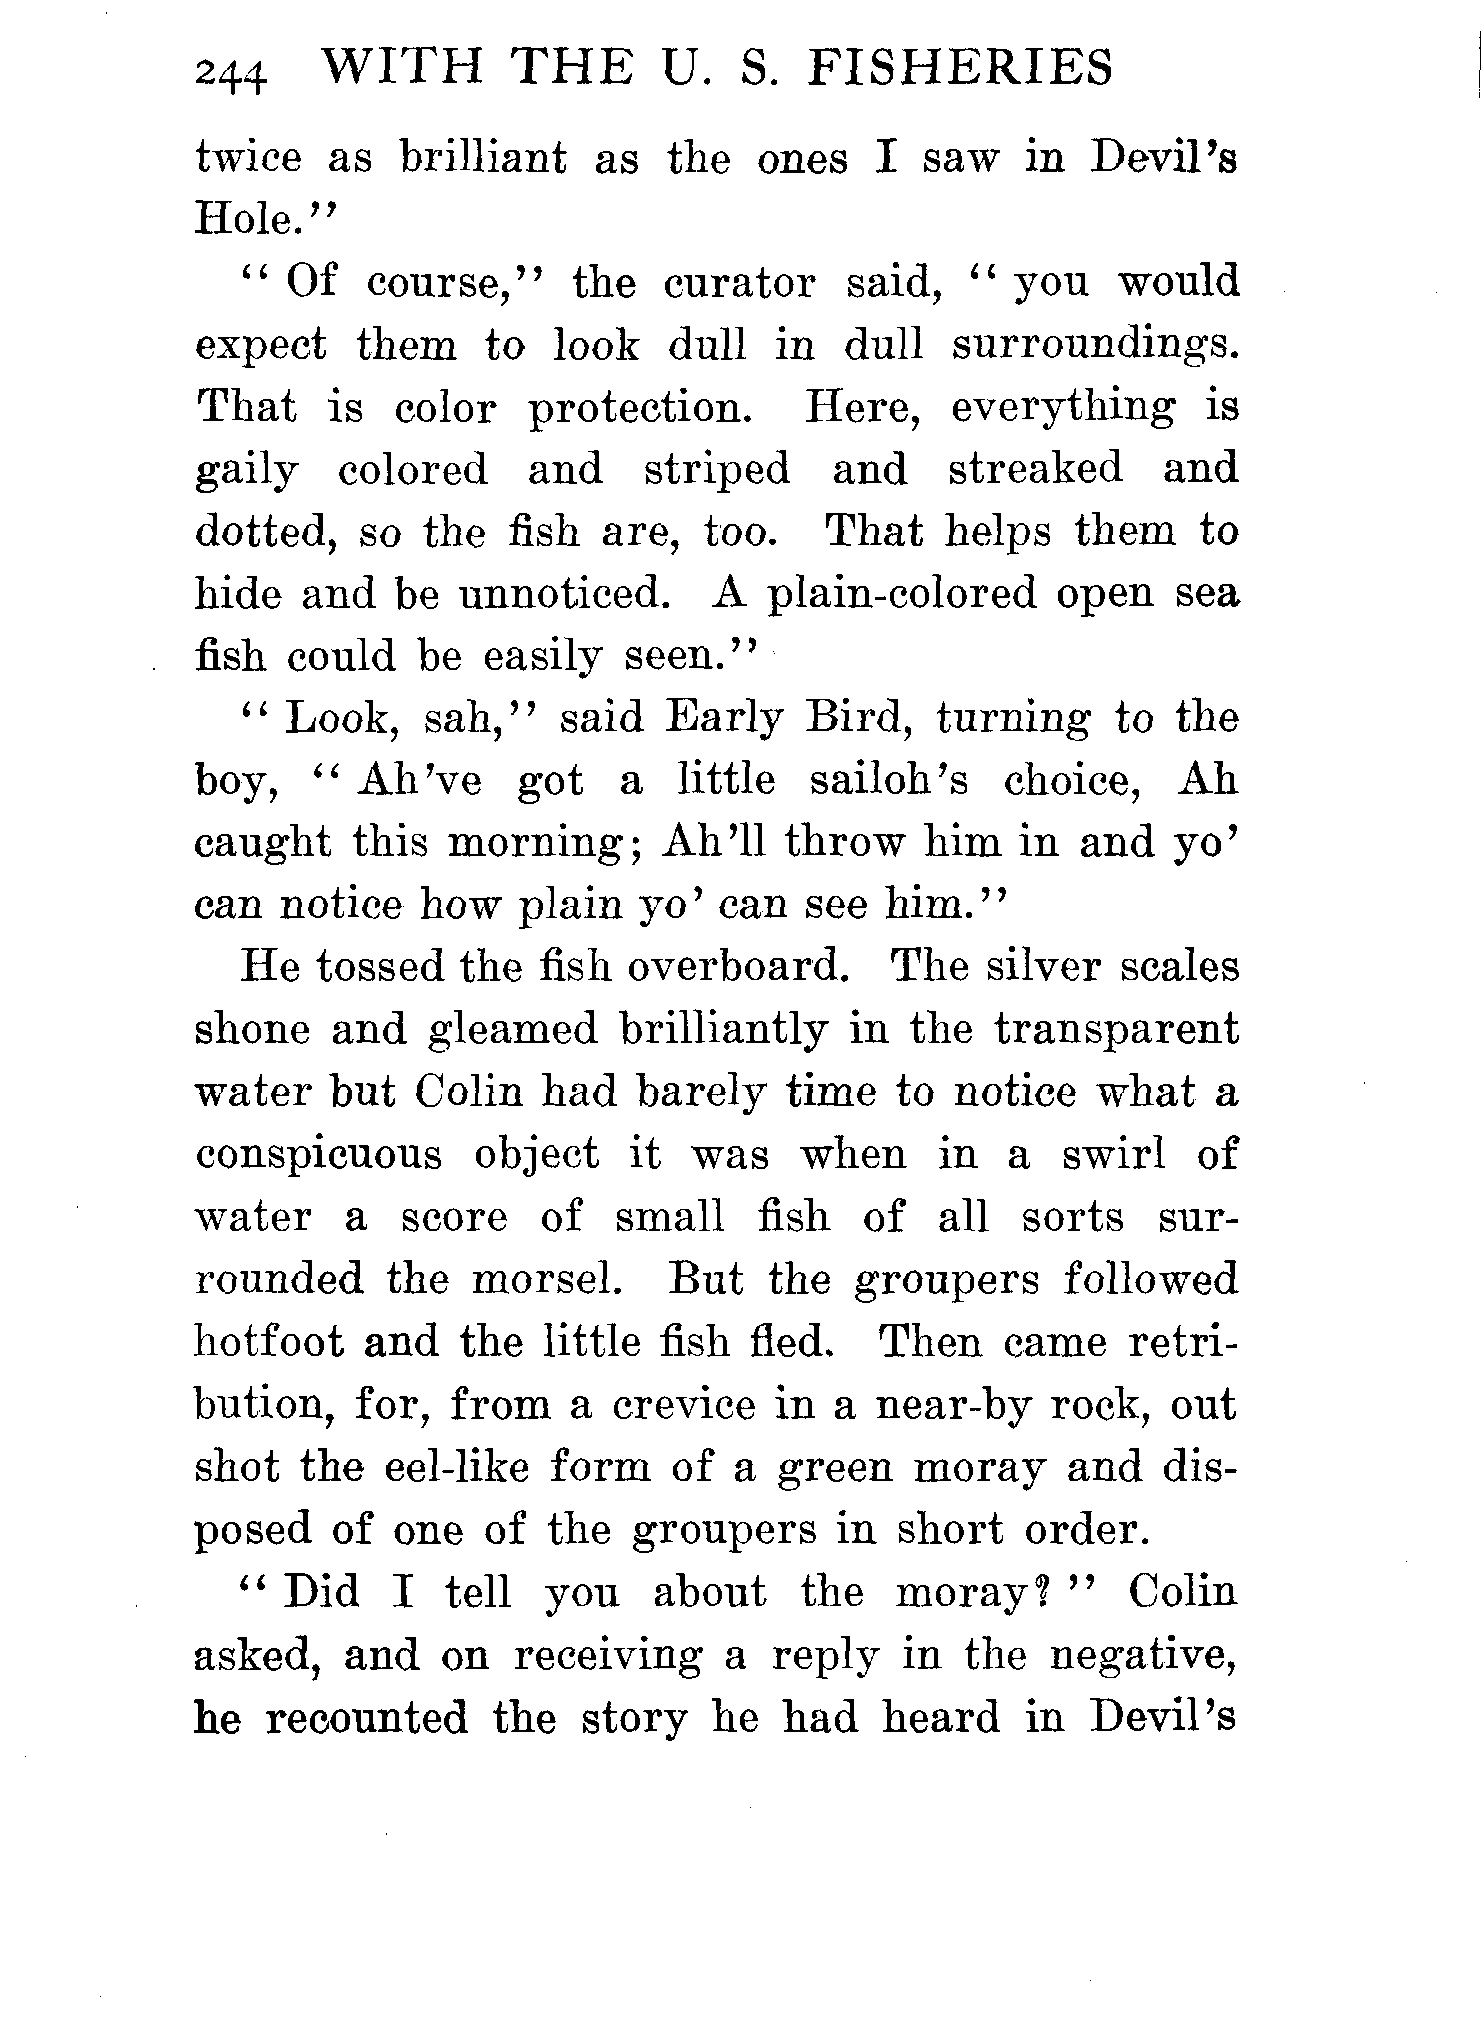 244 WITH THE U. S. FISHERIES
twice as brilliant as the ones I saw in Devil's
Hole."
" Of course," the curator said, " you would
expect them to look dull in dull surroundings.
That is color protection. Here, everything is
gaily colored and striped and streaked and
dotted, so the fish are, too. That helps them to
hide and be unnoticed. A plain-colored open sea
fish could be easily seen."
" Look, sah," said Early Bird, turning to the
boy, " Ah've got a little sailoh's choice, Ah
caught this morning; Ah'll throw him in and yo'
can notice how plain yo' can see him."
He tossed the fish overboard. The silver scales
shone and gleamed brilliantly in the transparent
water but Colin had barely time to notice what a
conspicuous object it was when in a swirl of
water a score of small fish of all sorts sur-
rounded the morsel. But the groupers followed
hotfoot and the little fish fled. Then came retri-
bution, for, from a crevice in a near-by rock, out
shot the eel-like form of a green moray and dis-
posed of one of the groupers in short order.
" Did I tell you about the moray? " Colin
asked, and on receiving a reply in the negative,
he recounted the story he had heard in Devil's